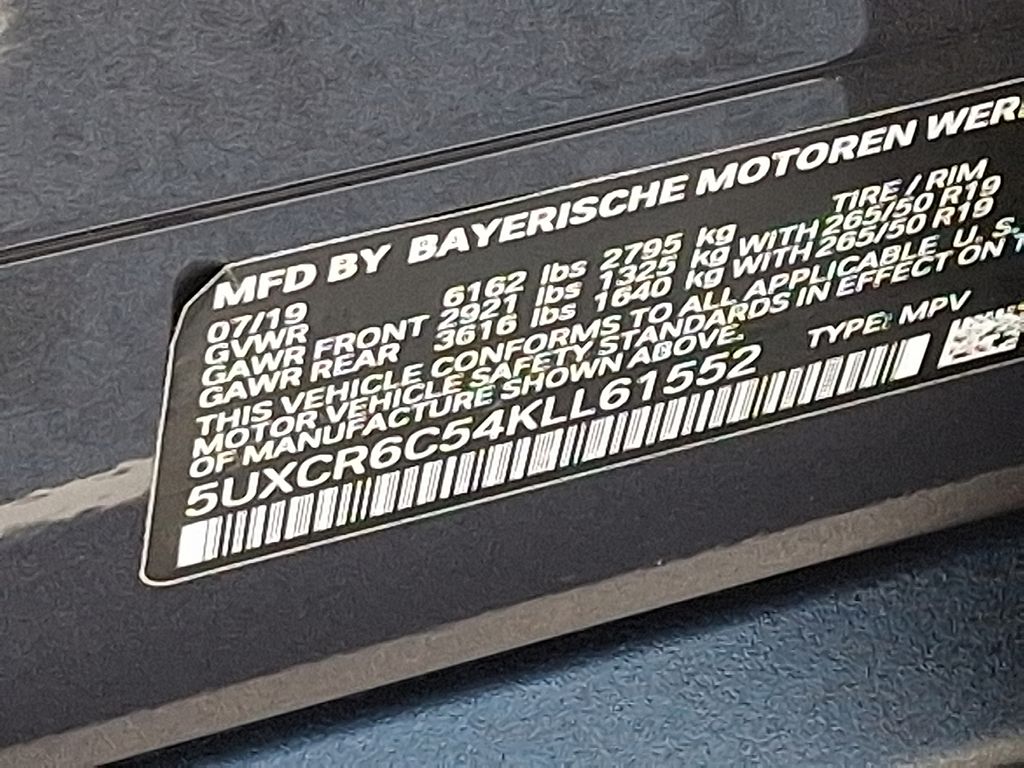 MFD BY BAYERISCHE MOTOREN WER
07/19 TIRE / RIM
GVWR 6162 lbs 2795 kg
GAWR FRONT 2921 lbs 1325 kg WITH 265/50 R19
GAWR REAR 3616 lbs 1640 kg WITH 265/50 R19
THIS VEHICLE CONFORMS TO ALL APPLICABLE U. S.
MOTOR VEHICLE SAFETY STANDARDS IN EFFECT ON T
OF MANUFACTURE SHOWN ABOVE.
5UXCR6C54KLL61552 TYPE: MPV